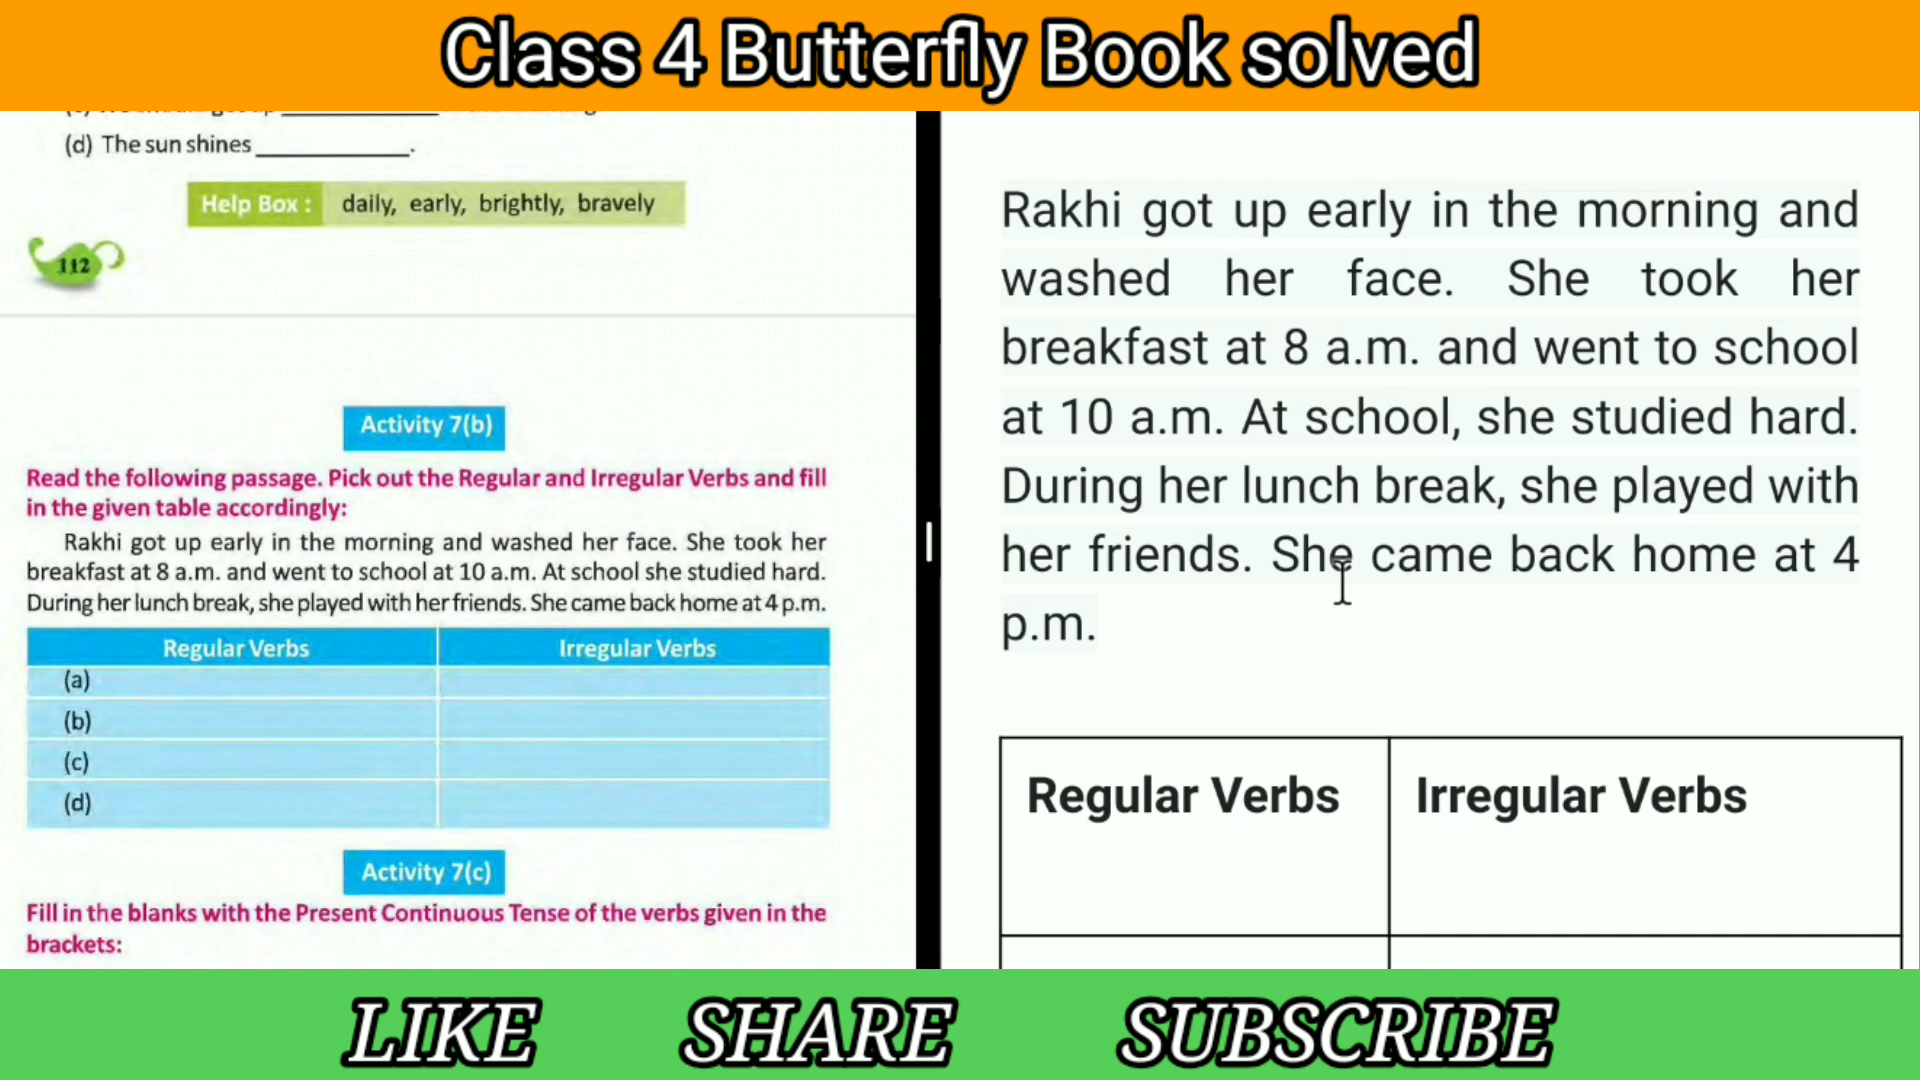 Class 4 Butterfly Book solved
(d) The sun shines ____________.
Help Box : daily, early, brightly, bravely
112
Activity 7(b)
Read the following passage. Pick out the Regular and Irregular Verbs and fill
in the given table accordingly:
Rakhi got up early in the morning and washed her face. She took her
breakfast at 8 a.m. and went to school at 10 a.m. At school she studied hard.
During her lunch break, she played with her friends. She came back home at 4 p.m.
Regular Verbs Irregular Verbs
(a)
(b)
(c)
(d)
Activity 7(c)
Fill in the blanks with the Present Continuous Tense of the verbs given in the
brackets:
Rakhi got up early in the morning and
washed her face. She took her
breakfast at 8 a.m. and went to school
at 10 a.m. At school, she studied hard.
During her lunch break, she played with
her friends. She came back home at 4
p.m.
Regular Verbs Irregular Verbs
LIKE SHARE SUBSCRIBE